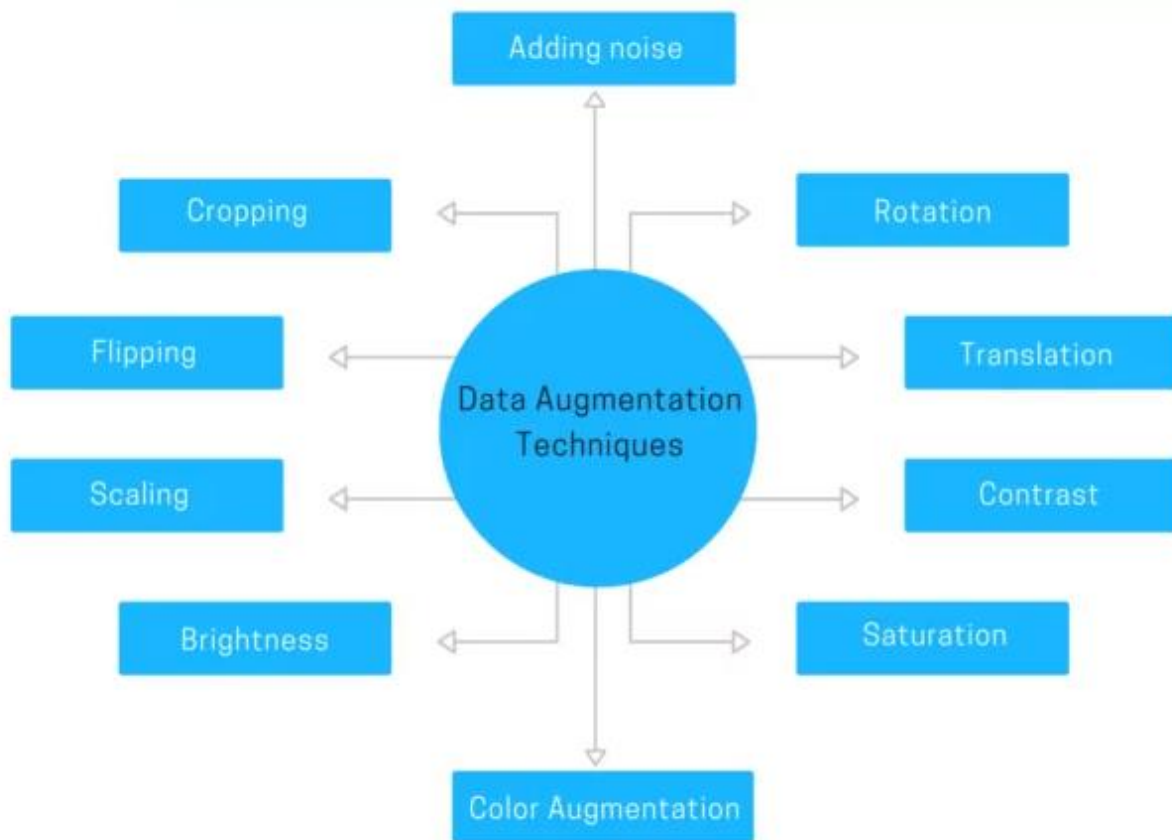 Adding noise
Cropping
Rotation
Flipping
Translation
Data Augmentation
Techniques
Scaling
Contrast
Brightness
Saturation
Color Augmentation